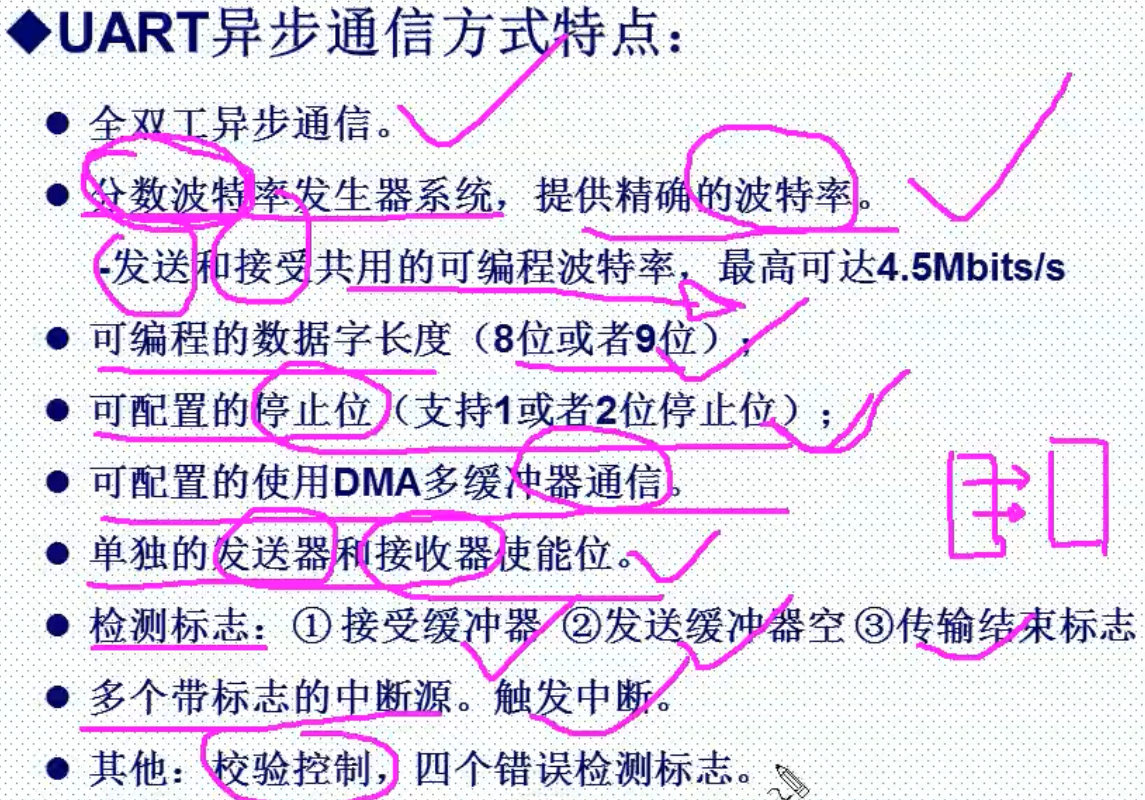 ◆UART异步通信方式特点：
● 全双工异步通信。
● 分数波特率发生器系统，提供精确的波特率。
-发送和接受共用的可编程波特率，最高可达4.5Mbits/s
● 可编程的数据字长度（8位或者9位）；
● 可配置的停止位（支持1或者2位停止位）；
● 可配置的使用DMA多缓冲器通信。
● 单独的发送器和接收器使能位。
● 检测标志：① 接受缓冲器 ②发送缓冲器空 ③传输结束标志
● 多个带标志的中断源。触发中断。
● 其他：校验控制，四个错误检测标志。